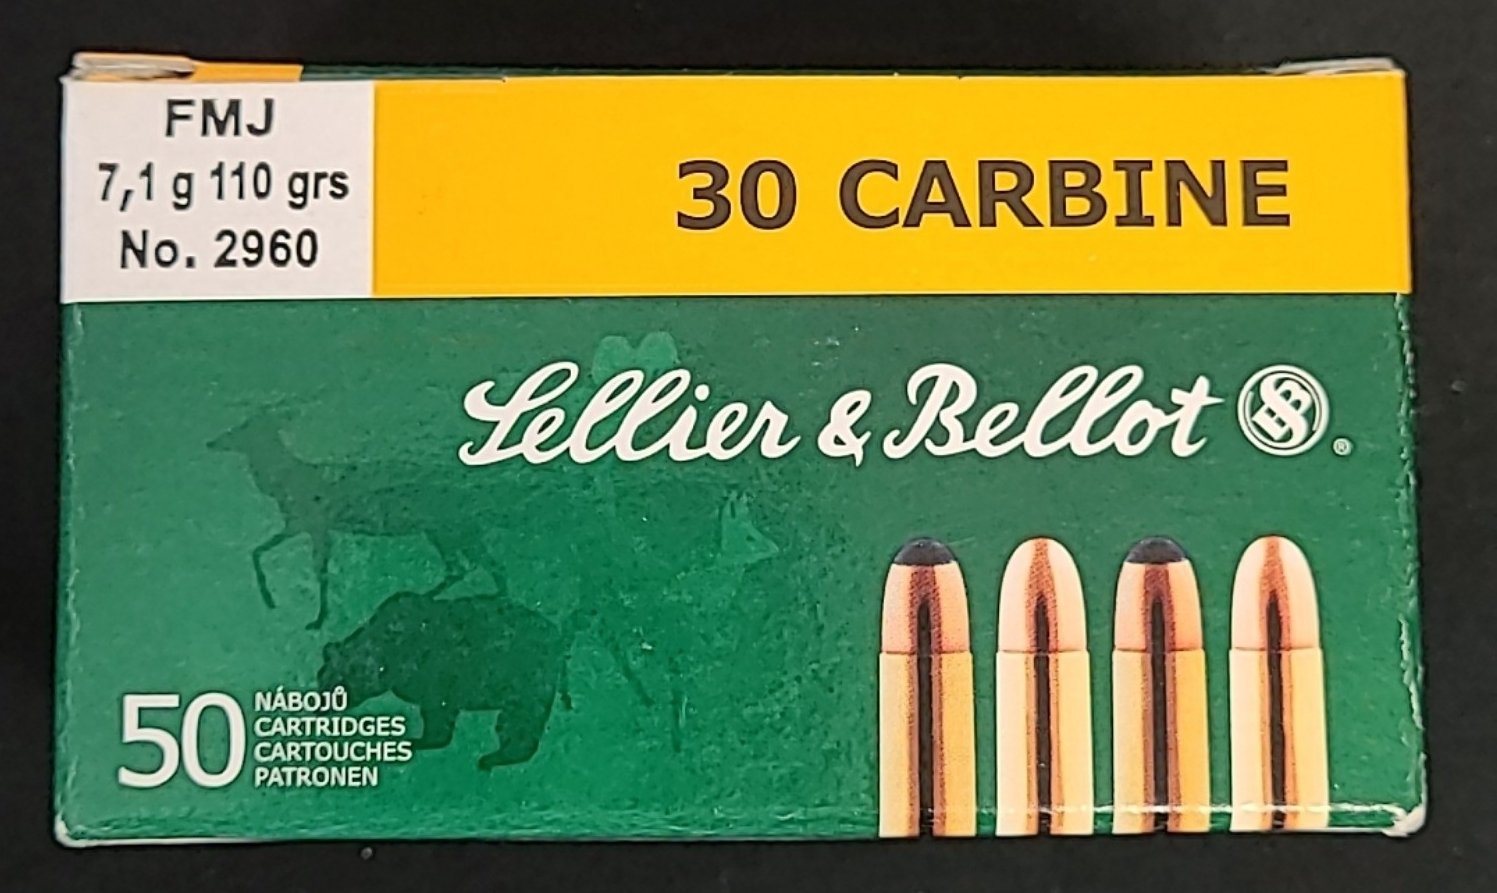 FMJ
7,1 g 110 grs
No. 2960
30 CARBINE
Sellier & Bellot
®
50
NÁBOJŮ
CARTRIDGES
CARTOUCHES
PATRONEN